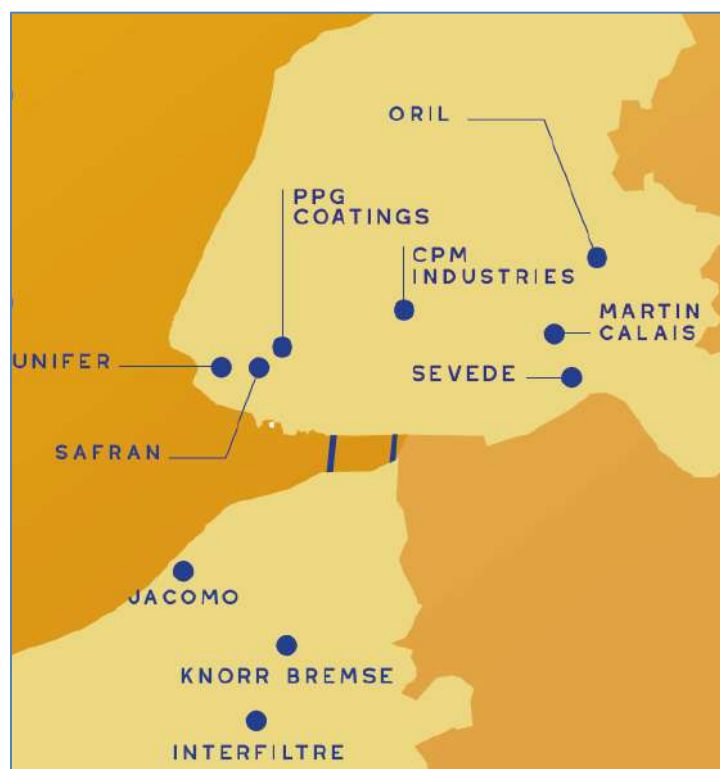 ORIL
PPG
COATINGS
CPM
INDUSTRIES
MARTIN
CALAIS
UNIFER
SEVEDE
SAFRAN
JACOMO
KNORR BREMSE
INTERFILTRE